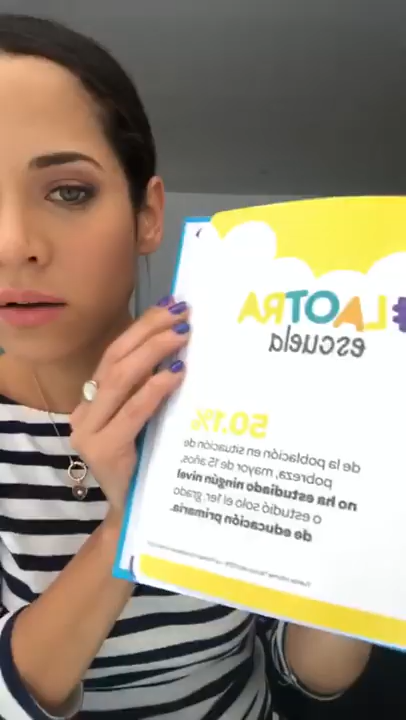 #LAOTRA
escuela
50.1%
de la población en situación de
pobreza, mayor de 15 años,
no ha estudiado ningún nivel
o estudió solo el 1er. grado
de educación primaria.